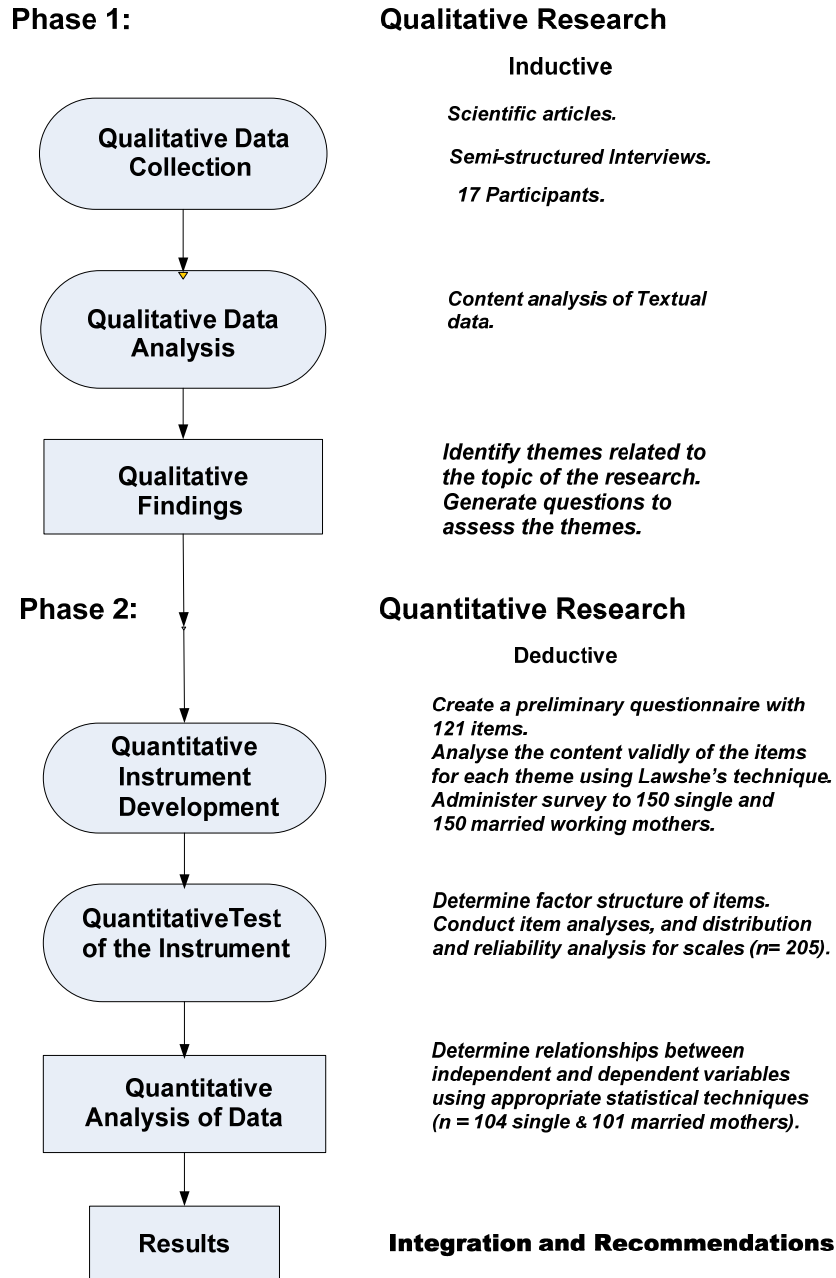 Phase 1:
Qualitative Research
Inductive
Qualitative Data
Collection
Scientific articles.
Semi-structured Interviews.
17 Participants.
Qualitative Data
Analysis
Content analysis of Textual
data.
Qualitative
Findings
Identify themes related to
the topic of the research.
Generate questions to
assess the themes.
Phase 2:
Quantitative Research
Deductive
Quantitative
Instrument
Development
Create a preliminary questionnaire with
121 items.
Analyse the content validly of the items
for each theme using Lawshe's technique.
Administer survey to 150 single and
150 married working mothers.
QuantitativeTest
of the Instrument
Determine factor structure of items.
Conduct item analyses, and distribution
and reliability analysis for scales (n= 205).
Quantitative
Analysis of Data
Determine relationships between
independent and dependent variables
using appropriate statistical techniques
(n = 104 single & 101 married mothers).
Results
Integration and Recommendations